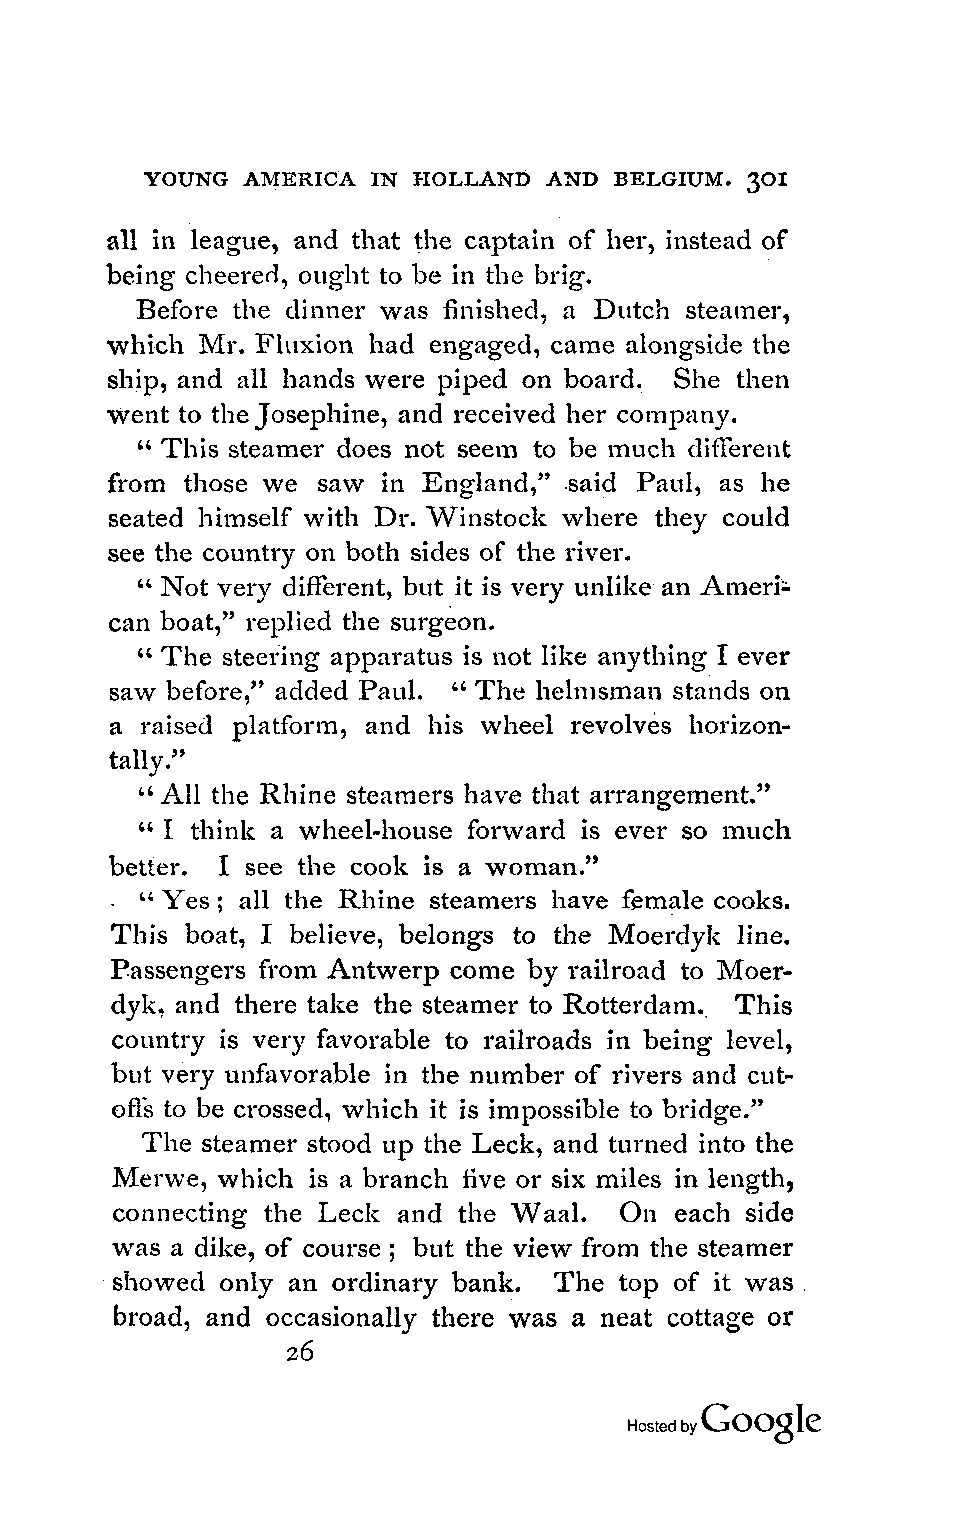 YOUNG AMERICA IN HOLLAND AND BELGIUM. 301
all in league, and that the captain of her, instead of
being cheered, ought to be in the brig.
Before the dinner was finished, a Dutch steamer,
which Mr. Fluxion had engaged, came alongside the
ship, and all hands were piped on board. She then
went to the Josephine, and received her company.
“ This steamer does not seem to be much different
from those we saw in England,” said Paul, as he
seated himself with Dr. Winstock where they could
see the country on both sides of the river.
“ Not very different, but it is very unlike an Ameri-
can boat,” replied the surgeon.
“ The steering apparatus is not like anything I ever
saw before,” added Paul. “ The helmsman stands on
a raised platform, and his wheel revolves horizon-
tally.”
“ All the Rhine steamers have that arrangement.”
“ I think a wheel-house forward is ever so much
better. I see the cook is a woman.”
“ Yes ; all the Rhine steamers have female cooks.
This boat, I believe, belongs to the Moerdyk line.
Passengers from Antwerp come by railroad to Moer-
dyk, and there take the steamer to Rotterdam. This
country is very favorable to railroads in being level,
but very unfavorable in the number of rivers and cut-
offs to be crossed, which it is impossible to bridge.”
The steamer stood up the Leck, and turned into the
Merwe, which is a branch five or six miles in length,
connecting the Leck and the Waal. On each side
was a dike, of course ; but the view from the steamer
showed only an ordinary bank. The top of it was
broad, and occasionally there was a neat cottage or
26
Hosted by Google